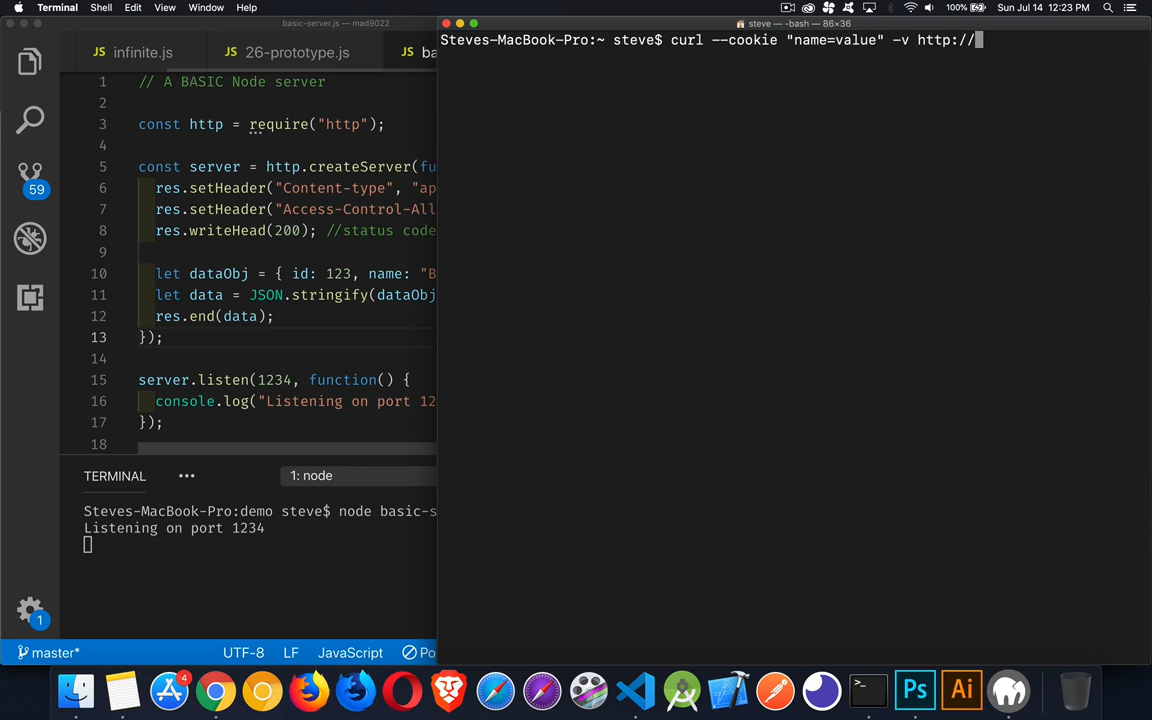 Terminal Shell Edit View Window Help 100% Sun Jul 14 12:23 PM
basic-server.js — mad9022
steve — -bash — 86×36
JS infinite.js JS 26-prototype.js JS ba
Steves-MacBook-Pro:~ steve$ curl --cookie "name=value" -v http://
1 // A BASIC Node server
2
3 const http = require("http");
4
5 const server = http.createServer(fu
6 res.setHeader("Content-type", "ap
7 res.setHeader("Access-Control-All
8 res.writeHead(200); //status code
9
10 let dataObj = { id: 123, name: "B
11 let data = JSON.stringify(dataObj
12 res.end(data);
13 });
14
15 server.listen(1234, function() {
16 console.log("Listening on port 12
17 });
18
59
TERMINAL ••• 1: node
Steves-MacBook-Pro:demo steve$ node basic-s
Listening on port 1234
1
master* UTF-8 LF JavaScript Po
4
>_
Ps Ai